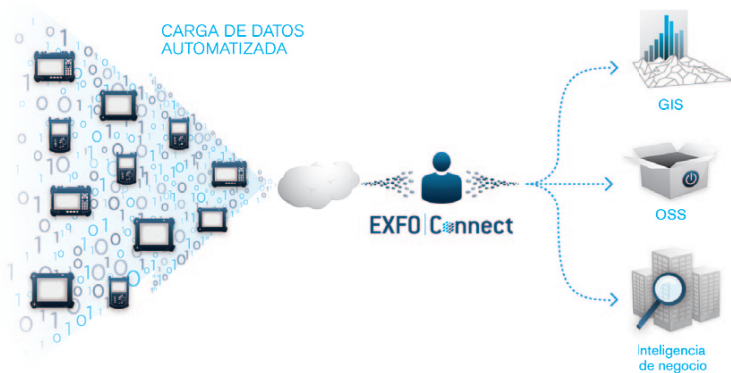 CARGA DE DATOS
AUTOMATIZADA
GIS
EXFO Connect
OSS
Inteligencia
de negocio